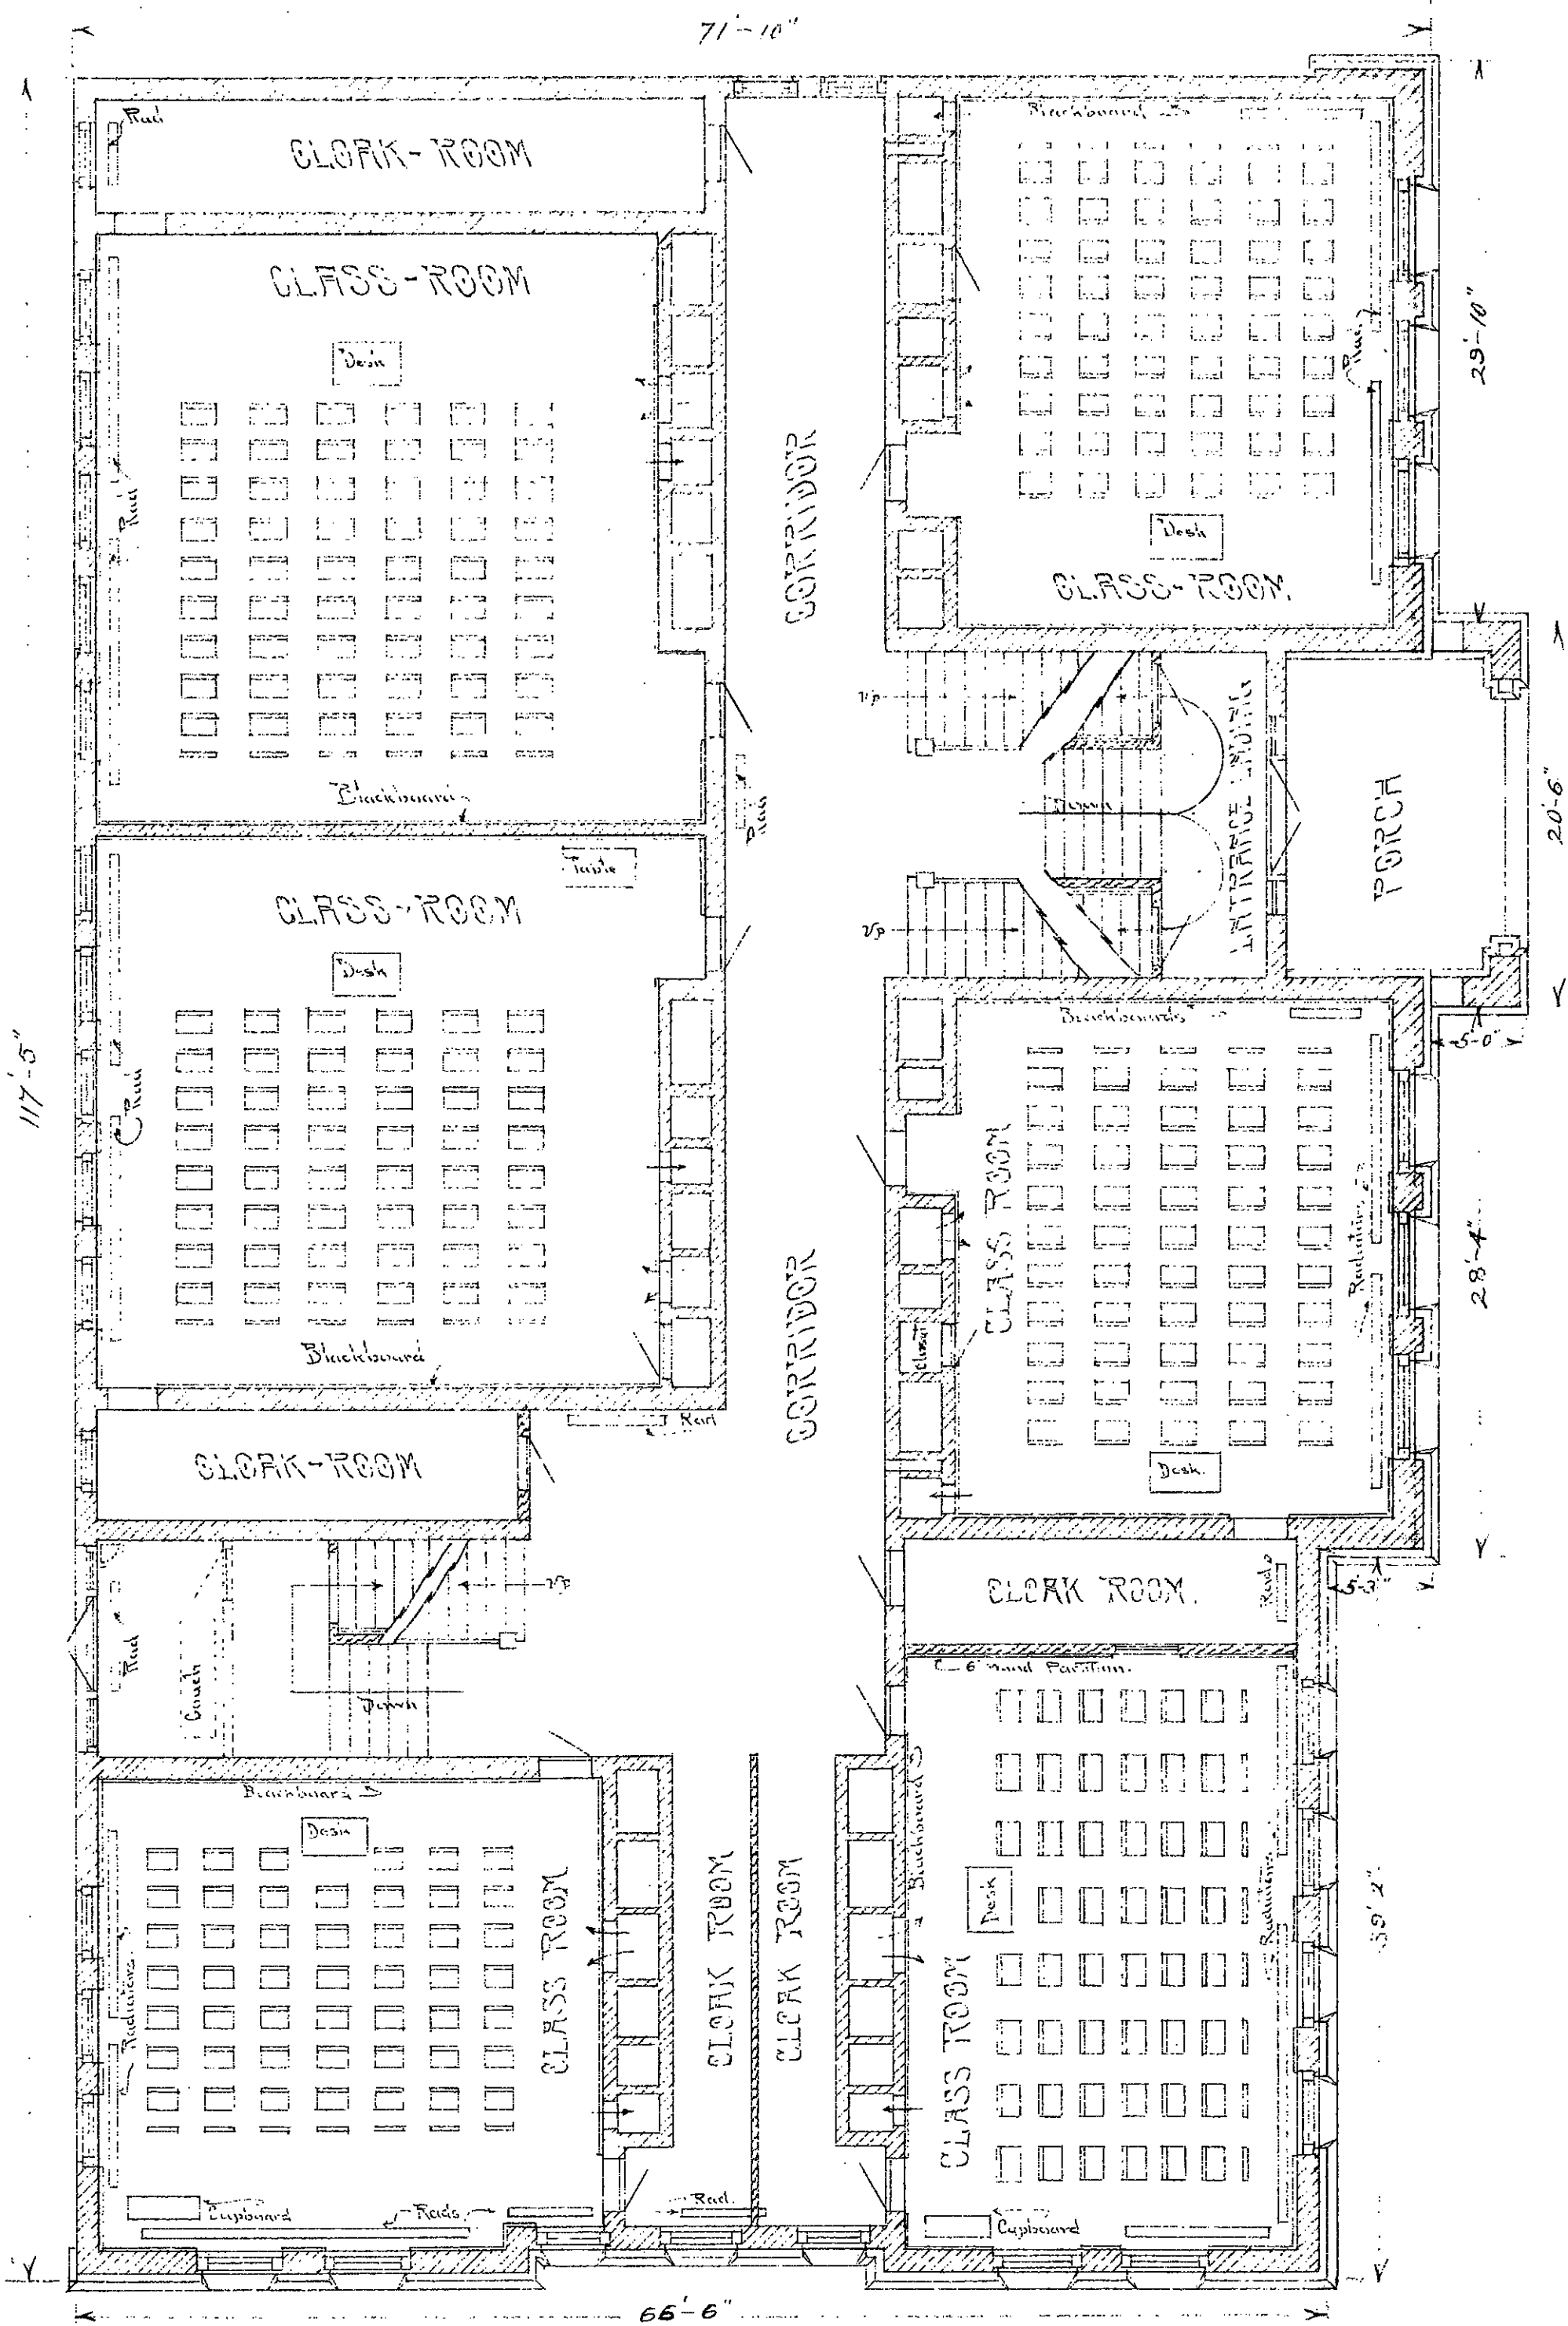 71'-10"
Rad
CLOAK-ROOM
Blackboard
CLASS-ROOM
Desk
Rad
29'-10"
Rad
CORRIDOR
Desk
CLASS-ROOM
Up
Blackboard
Rad
Down
PORCH
20'-6"
Table
CLASS-ROOM
Up
Desk
Blackboards
5'-0"
117'-5"
Rad
CLASS ROOM
Radiators
28'-4"
CORRIDOR
Closet
Blackboard
Rad
CLOAK-ROOM
Desk.
Up
CLOAK ROOM.
Rads
5'-3"
Rad
Couch
Down
6" Partition.
Blackboard
Desk
Blackboard
CLASS ROOM
CLOAK ROOM
CLOAK ROOM
Desk
Radiators
39'-2"
Radiators
CLASS ROOM
Cupboard
Rads.
Rad.
Cupboard
66'-6"